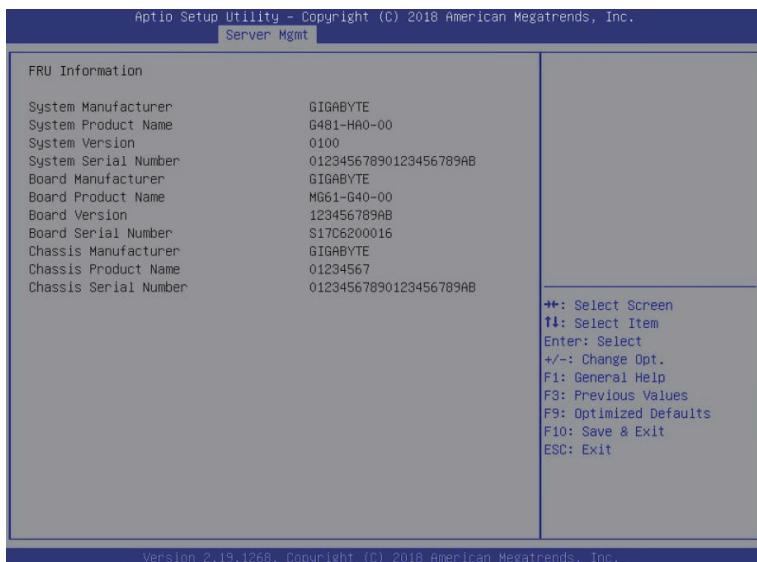 Aptio Setup Utility – Copyright (C) 2018 American Megatrends, Inc.
Server Mgmt
FRU Information
System Manufacturer GIGABYTE
System Product Name G481-HA0-00
System Version 0100
System Serial Number 01234567890123456789AB
Board Manufacturer GIGABYTE
Board Product Name MG61-G40-00
Board Version 123456789AB
Board Serial Number S17C6200016
Chassis Manufacturer GIGABYTE
Chassis Product Name 01234567
Chassis Serial Number 01234567890123456789AB
→←: Select Screen
↑↓: Select Item
Enter: Select
+/-: Change Opt.
F1: General Help
F3: Previous Values
F9: Optimized Defaults
F10: Save & Exit
ESC: Exit
Version 2.19.1268. Copyright (C) 2018 American Megatrends, Inc.